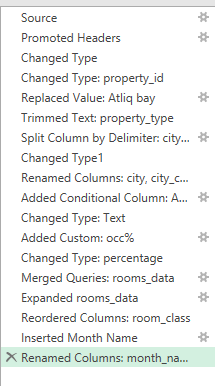 Source
Promoted Headers
Changed Type
Changed Type: property_id
Replaced Value: Atliq bay
Trimmed Text: property_type
Split Column by Delimiter: city...
Changed Type1
Renamed Columns: city, city_c...
Added Conditional Column: A...
Changed Type: Text
Added Custom: occ%
Changed Type: percentage
Merged Queries: rooms_data
Expanded rooms_data
Reordered Columns: room_class
Inserted Month Name
Renamed Columns: month_na...